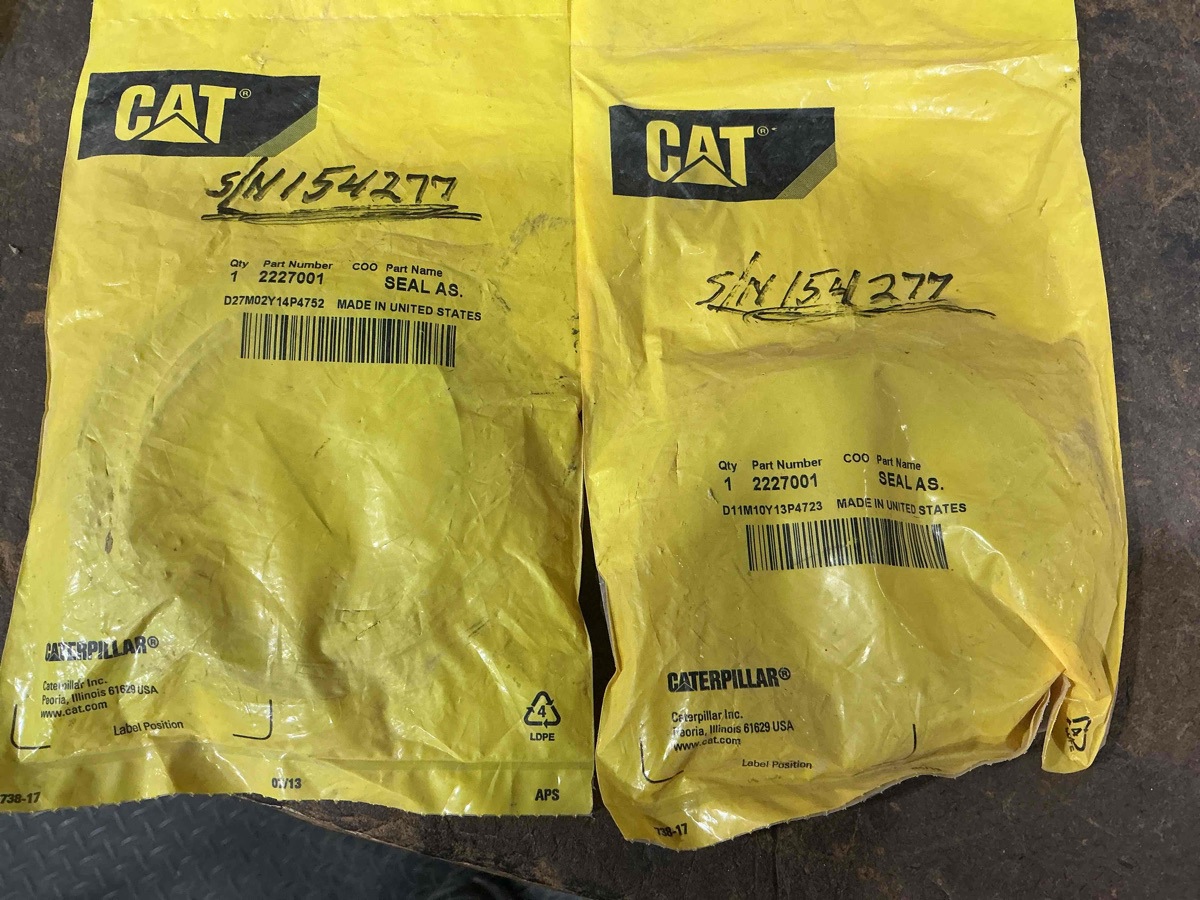 CAT®
S/N 154277
Qty Part Number COO Part Name
1 2227001 SEAL AS.
D27M02Y14P4752 MADE IN UNITED STATES
CATERPILLAR®
Caterpillar Inc.
Peoria, Illinois 61629 USA
www.cat.com
Label Position
4
LDPE
738-17
APS
CAT®
S/N 154277
Qty Part Number COO Part Name
1 2227001 SEAL AS.
D11M10Y13P4723 MADE IN UNITED STATES
CATERPILLAR®
Caterpillar Inc.
Peoria, Illinois 61629 USA
www.cat.com
Label Position
738-17